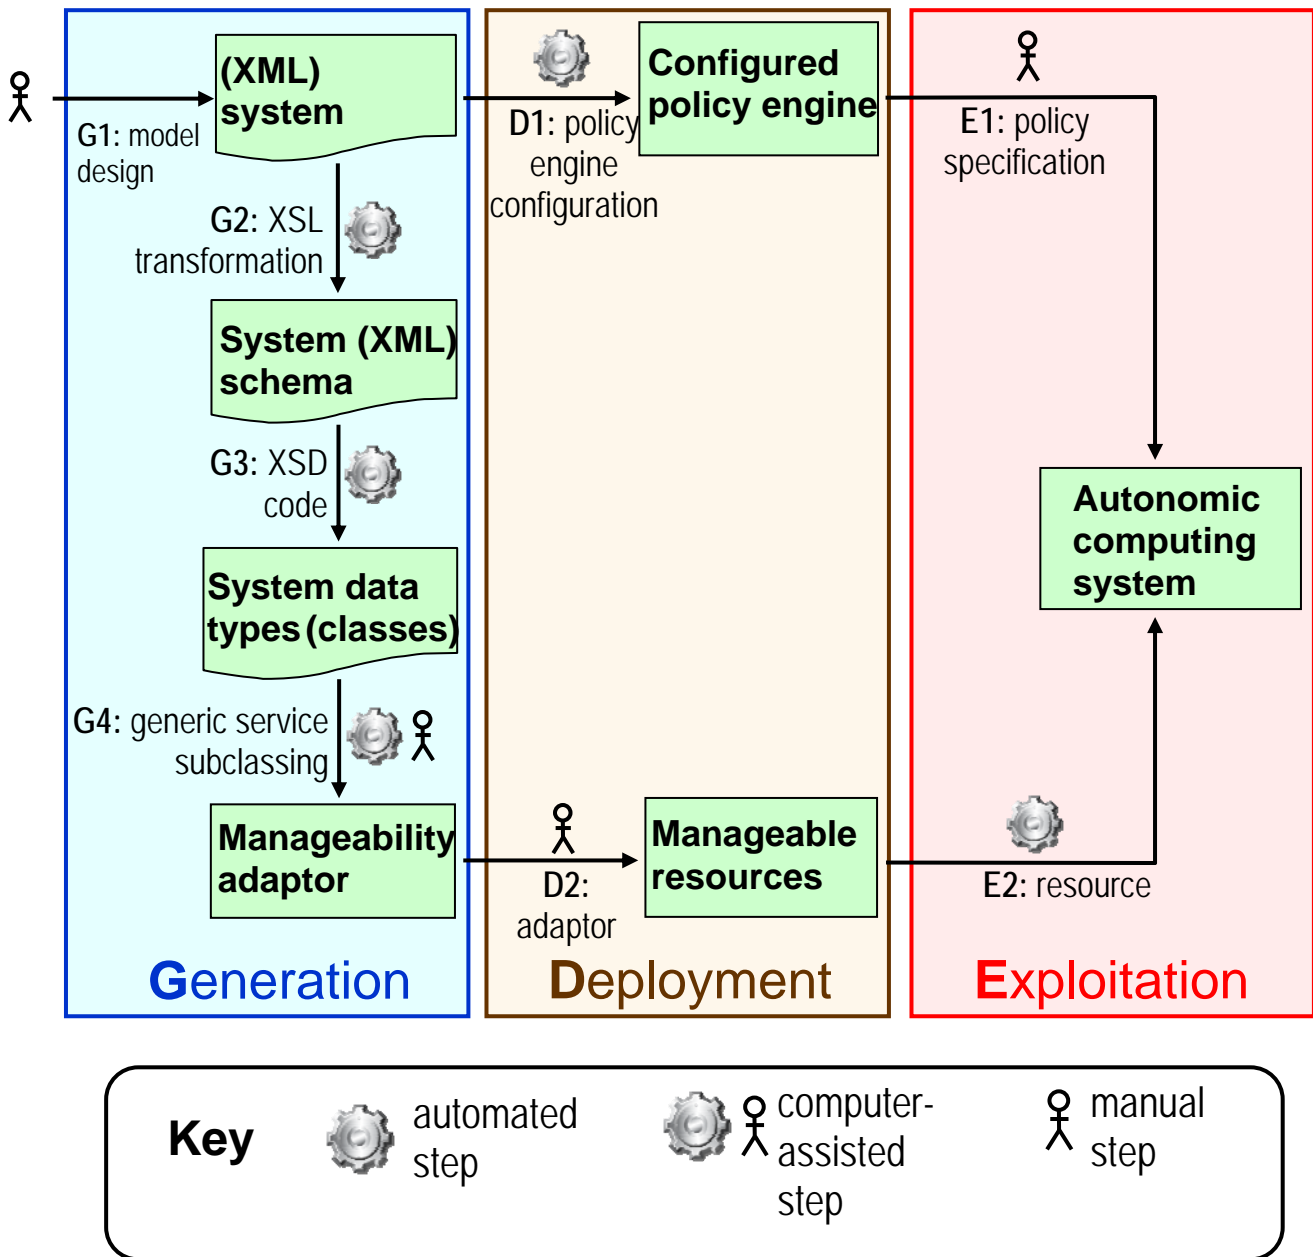 (XML)
system
G1: model
design
G2: XSL
transformation
System (XML)
schema
G3: XSD
code
System data
types (classes)
G4: generic service
subclassing
Manageability
adaptor
Generation
D1: policy
engine
configuration
Configured
policy engine
D2:
adaptor
Manageable
resources
Deployment
E1: policy
specification
Autonomic
computing
system
E2: resource
Exploitation
Key
automated
step
computer-
assisted
step
manual
step